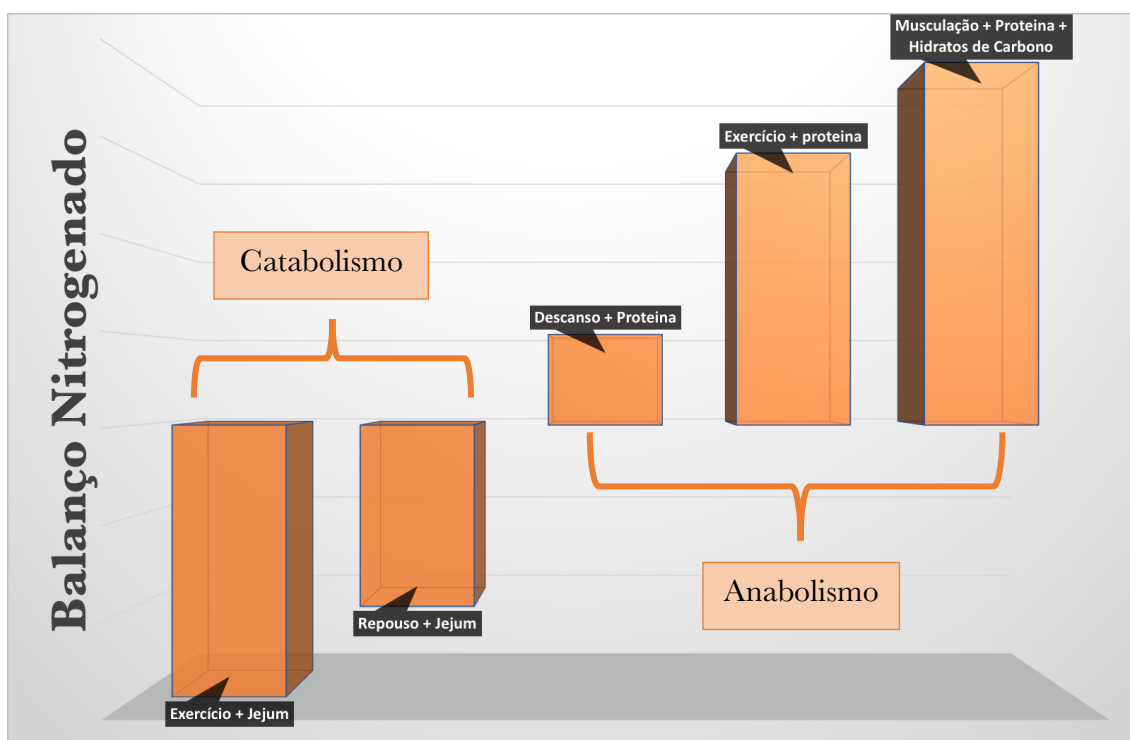 Balanço Nitrogenado
Musculação + Proteina +
Hidratos de Carbono
Exercício + proteina
Catabolismo
Descanso + Proteina
Anabolismo
Repouso + Jejum
Exercício + Jejum